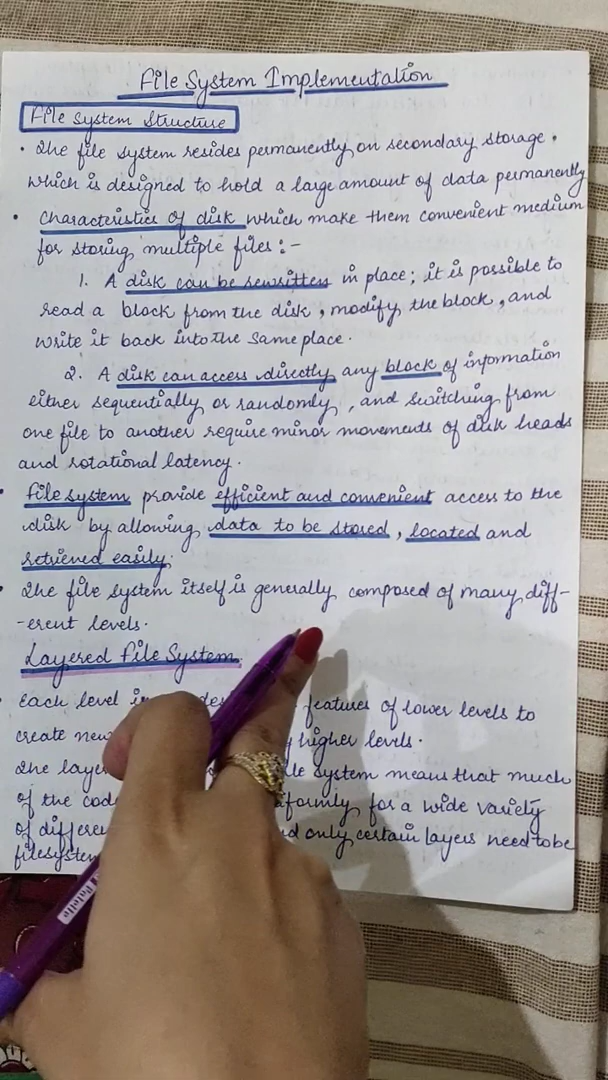 File System Implementation
File System Structure
• The file system resides permanently on secondary storage.
which is designed to hold a large amount of data permanently
• Characteristics of disk which make them convenient medium
for storing multiple files :-
1. A disk can be rewritten in place; it is possible to
read a block from the disk, modify the block, and
write it back into the same place.
2. A disk can access directly any block of information
either sequentially or randomly, and switching from
one file to another require minor movements of disk heads
and rotational latency.
• File system provide efficient and convenient access to the
disk by allowing data to be stored, located and
retrieved easily.
• The file system itself is generally composed of many diff-
-erent levels.
Layered File System
• Each level in features of lower levels to
create new higher levels.
The system means that much
of the for a wide variety
of only certain layers need to be
filesystem
Palette